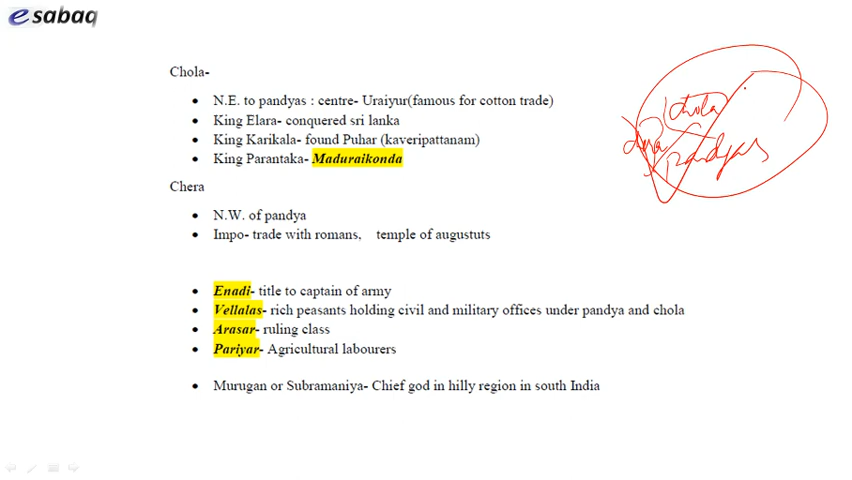 esabaq
Chola-
N.E. to pandyas : centre- Uraiyur(famous for cotton trade)
King Elara- conquered sri lanka
King Karikala- found Puhar (kaveripattanam)
King Parantaka- Maduraikonda
Chera
N.W. of pandya
Impo- trade with romans, temple of augustuts
Enadi- title to captain of army
Vellalas- rich peasants holding civil and military offices under pandya and chola
Arasar- ruling class
Pariyar- Agricultural labourers
Murugan or Subramaniya- Chief god in hilly region in south India
chola
pandyas